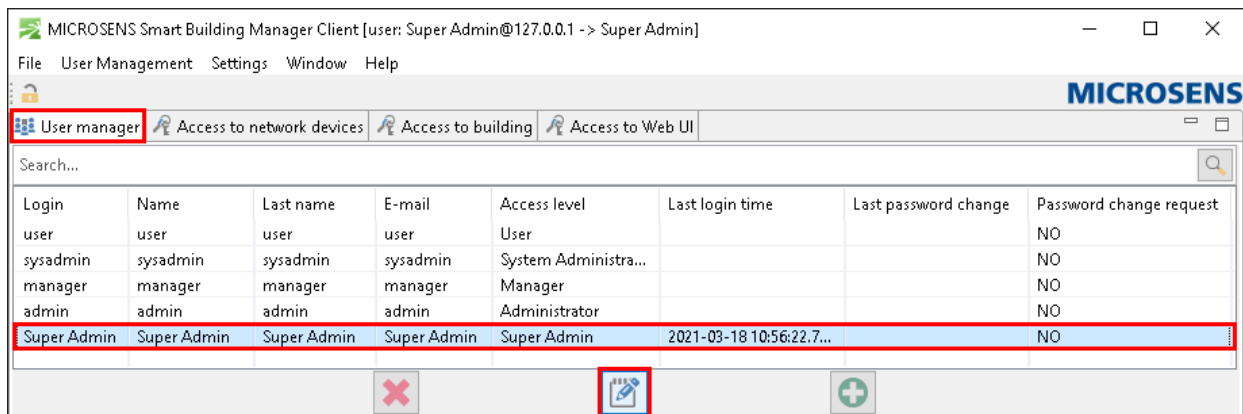 MICROSENS Smart Building Manager Client [user: Super Admin@127.0.0.1 -> Super Admin]
File User Management Settings Window Help
MICROSENS
User manager Access to network devices Access to building Access to Web UI
Search...
Login Name Last name E-mail Access level Last login time Last password change Password change request
user user user user User NO
sysadmin sysadmin sysadmin sysadmin System Administra... NO
manager manager manager manager Manager NO
admin admin admin admin Administrator NO
Super Admin Super Admin Super Admin Super Admin Super Admin 2021-03-18 10:56:22.7... NO